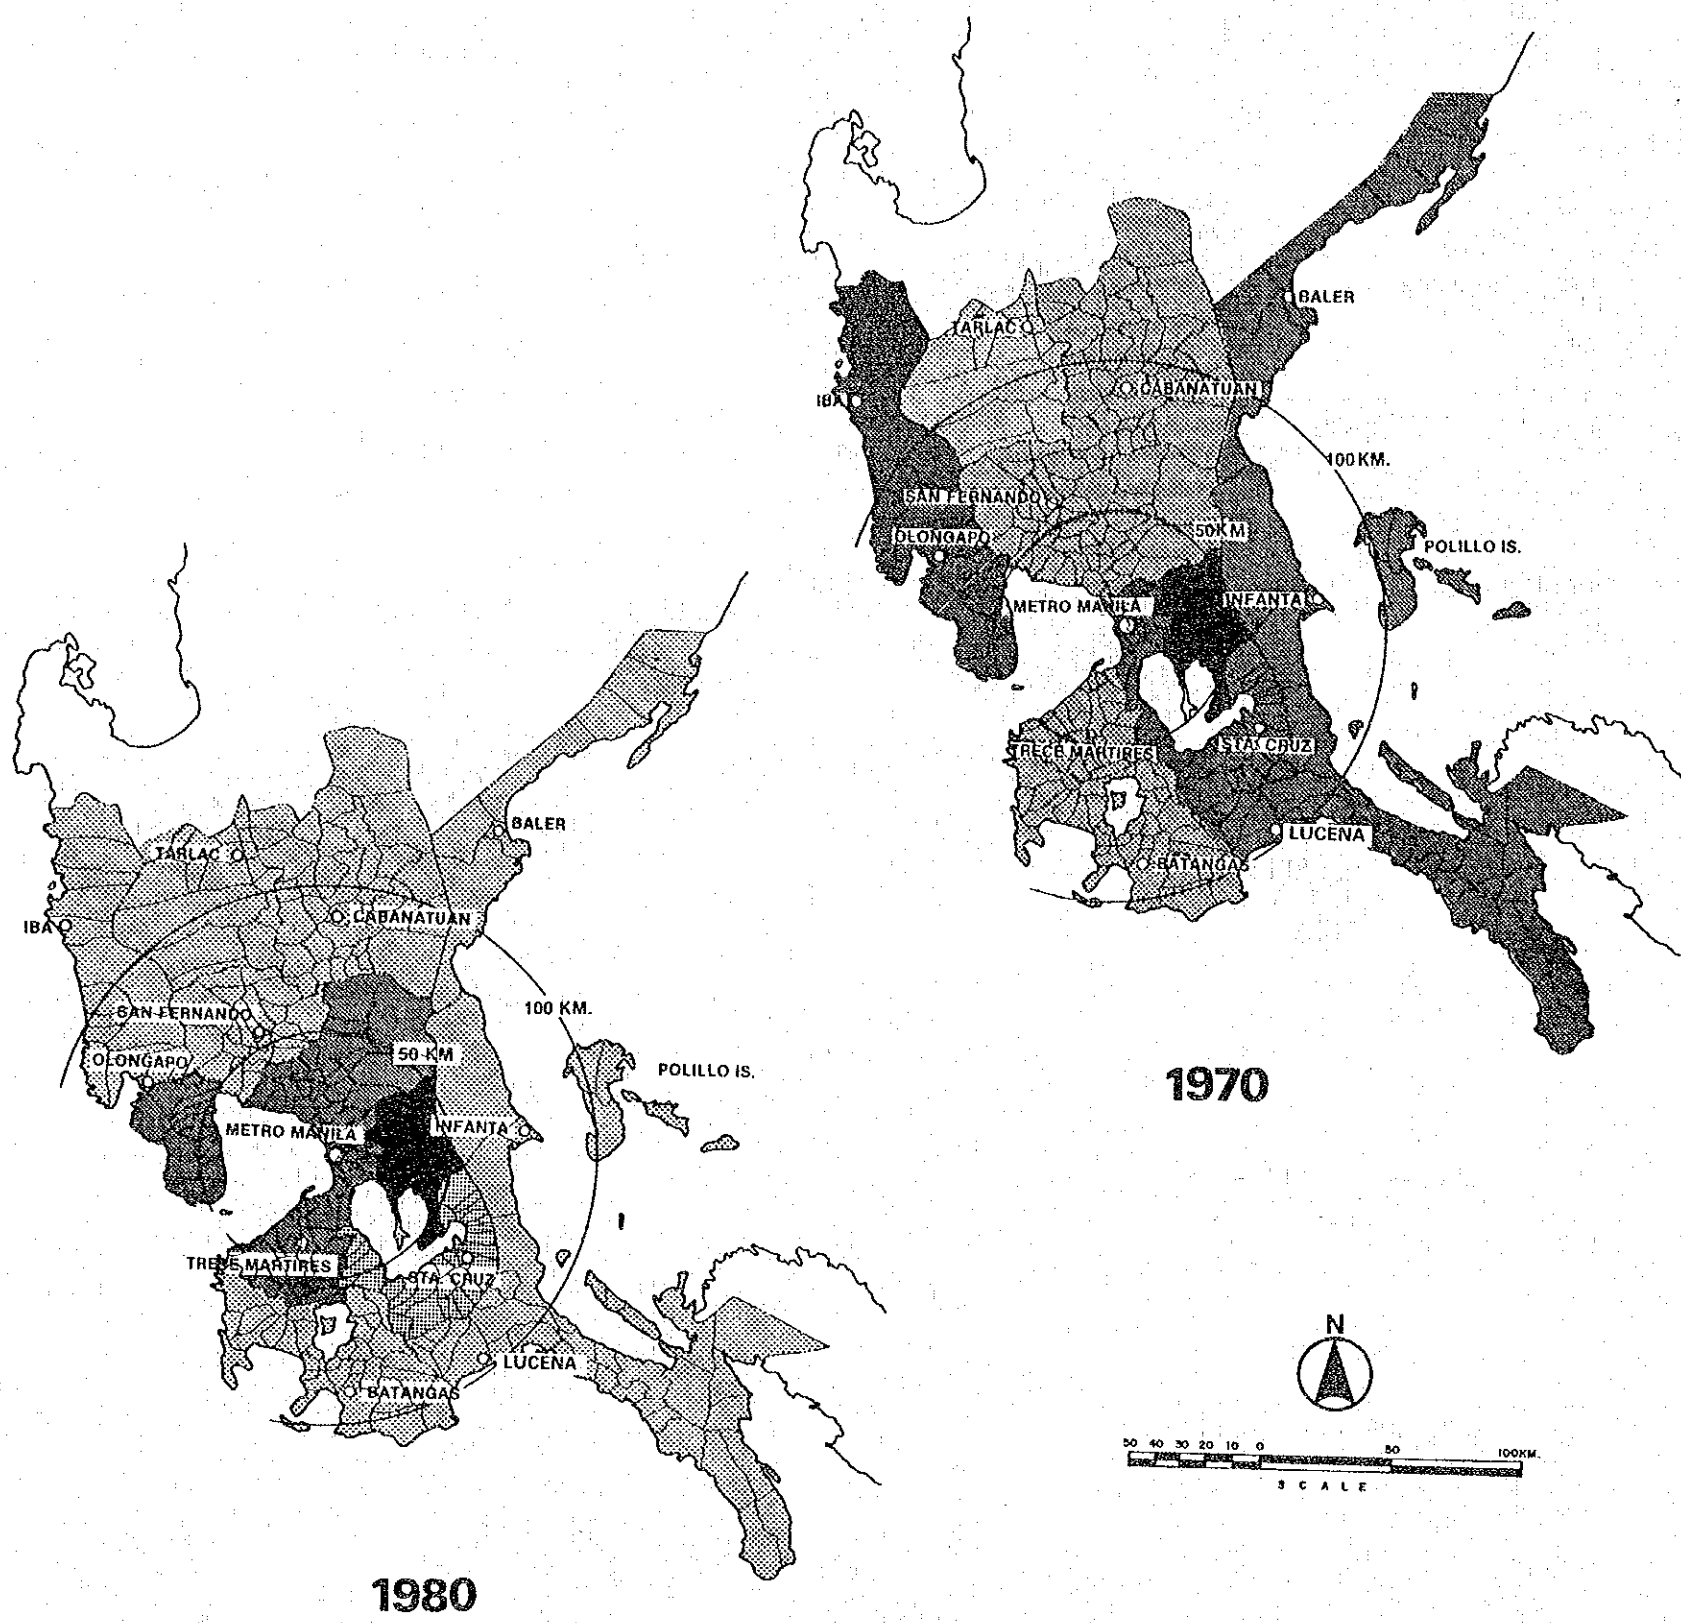 BALER
TARLAC
CABANATUAN
IBA
100 KM.
SAN FERNANDO
50 KM
OLONGAPO
POLILLO IS.
METRO MANILA
INFANTA
TRECE MARTIRES
STA. CRUZ
LUCENA
BATANGAS
1970
BALER
TARLAC
CABANATUAN
IBA
100 KM.
SAN FERNANDO
50 KM
OLONGAPO
POLILLO IS.
METRO MANILA
INFANTA
TRECE MARTIRES
STA. CRUZ
LUCENA
BATANGAS
1980
N
50 40 30 20 10 0 50 100KM.
SCALE